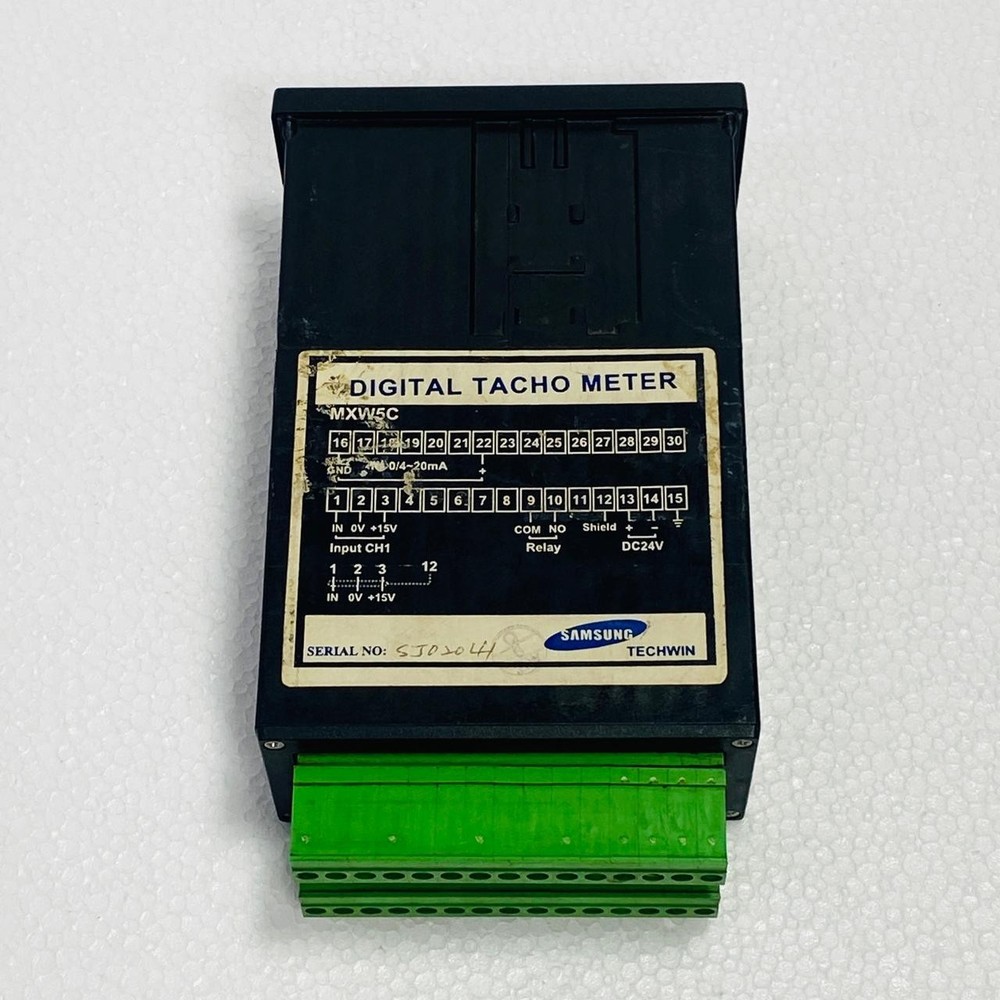 DIGITAL TACHO METER
MXW5C
16 17 18 19 20 21 22 23 24 25 26 27 28 29 30
GND 0/4~20mA +
1 2 3 4 5 6 7 8 9 10 11 12 13 14 15
IN 0V +15V COM NO Shield + -
Input CH1 Relay DC24V
1 2 3 12
IN 0V +15V
SERIAL NO: SJ0204H SAMSUNG
TECHWIN